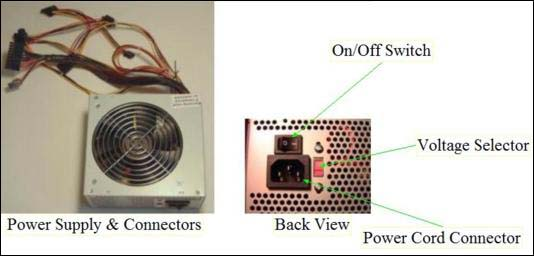 On/Off Switch
Voltage Selector
Power Supply & Connectors
Back View
Power Cord Connector